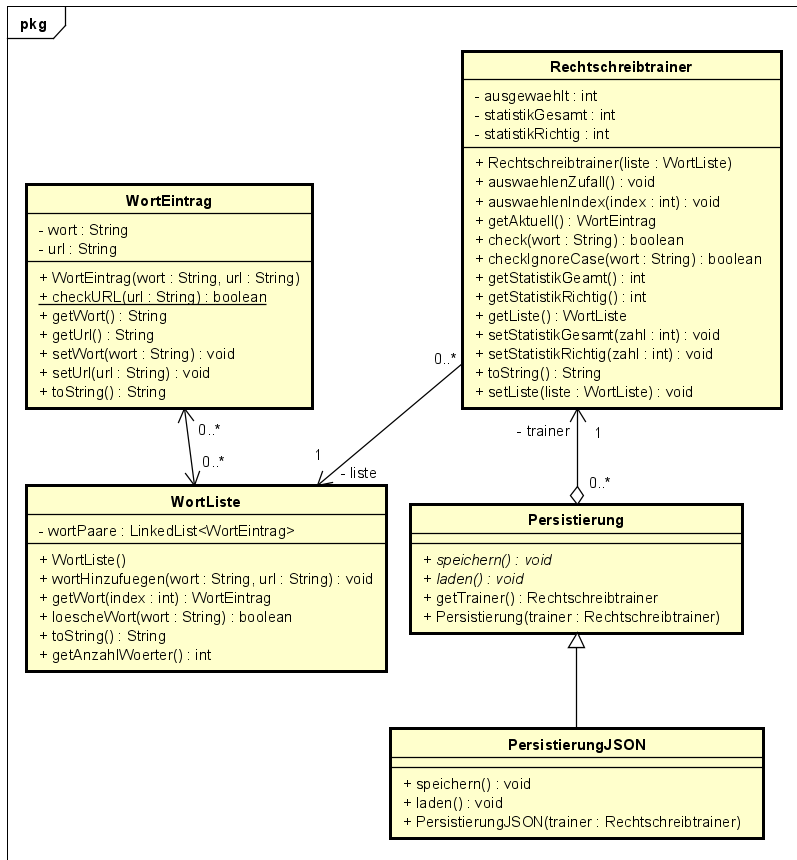 pkg
Rechtschreibtrainer
- ausgewaehlt : int
- statistikGesamt : int
- statistikRichtig : int
+ Rechtschreibtrainer(liste : WortListe)
+ auswaehlenZufall() : void
+ auswaehlenIndex(index : int) : void
+ getAktuell() : WortEintrag
+ check(wort : String) : boolean
+ checkIgnoreCase(wort : String) : boolean
+ getStatistikGeamt() : int
+ getStatistikRichtig() : int
+ getListe() : WortListe
+ setStatistikGesamt(zahl : int) : void
+ setStatistikRichtig(zahl : int) : void
+ toString() : String
+ setListe(liste : WortListe) : void
WortEintrag
- wort : String
- url : String
+ WortEintrag(wort : String, url : String)
+ checkURL(url : String) : boolean
+ getWort() : String
+ getUrl() : String
+ setWort(wort : String) : void
+ setUrl(url : String) : void
+ toString() : String
0..*
0..*
0..*
1
- liste
- trainer
1
0..*
WortListe
- wortPaare : LinkedList<WortEintrag>
+ WortListe()
+ wortHinzufuegen(wort : String, url : String) : void
+ getWort(index : int) : WortEintrag
+ loescheWort(wort : String) : boolean
+ toString() : String
+ getAnzahlWoerter() : int
Persistierung
+ speichern() : void
+ laden() : void
+ getTrainer() : Rechtschreibtrainer
+ Persistierung(trainer : Rechtschreibtrainer)
PersistierungJSON
+ speichern() : void
+ laden() : void
+ PersistierungJSON(trainer : Rechtschreibtrainer)